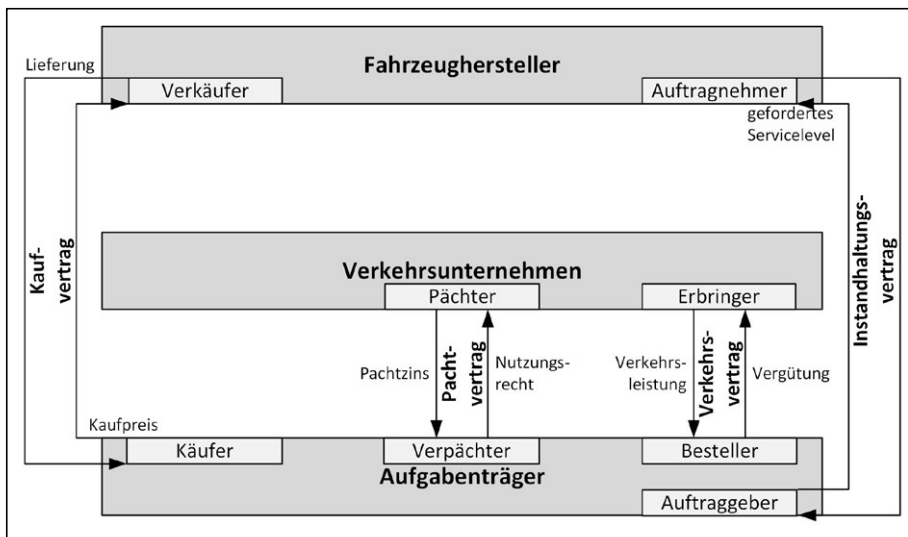 Lieferung
Fahrzeughersteller
Verkäufer
Auftragnehmer
gefordertes
Servicelevel
Kauf-
vertrag
Instandhaltungs-
vertrag
Verkehrsunternehmen
Pächter
Erbringer
Pachtzins
Pacht-
vertrag
Nutzungs-
recht
Verkehrs-
leistung
Verkehrs-
vertrag
Vergütung
Kaufpreis
Käufer
Verpächter
Besteller
Aufgabenträger
Auftraggeber